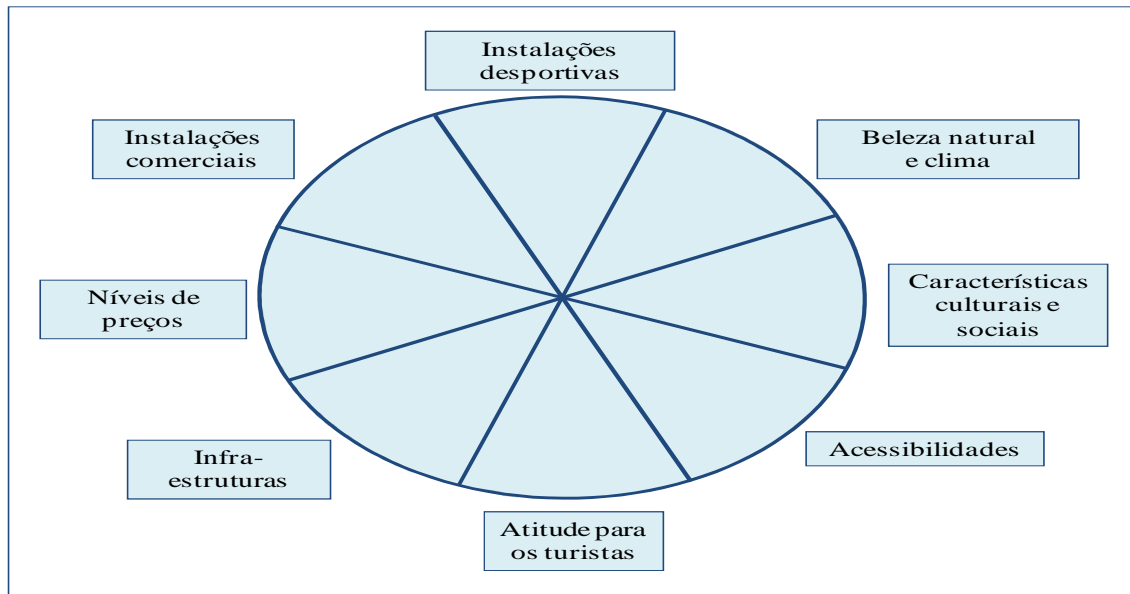 Instalações
desportivas
Instalações
comerciais
Beleza natural
e clima
Níveis de
preços
Características
culturais e
sociais
Infra-
estruturas
Acessibilidades
Atitude para
os turistas